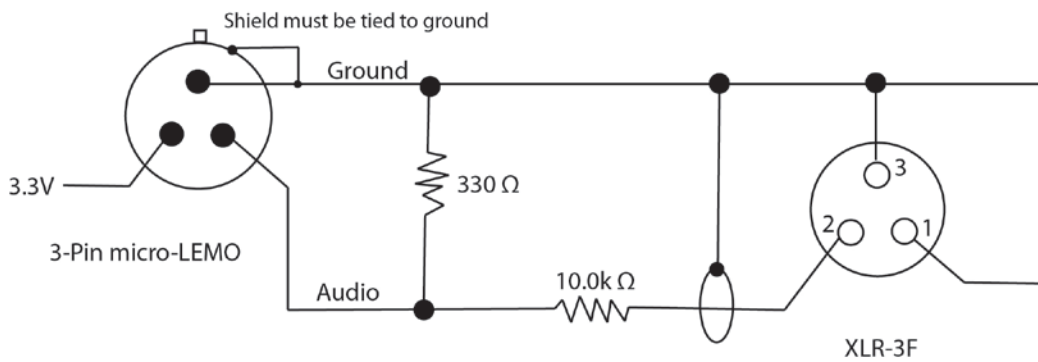 Shield must be tied to ground
Ground
3.3V
330 Ω
3
2
1
3-Pin micro-LEMO
Audio
10.0k Ω
XLR-3F